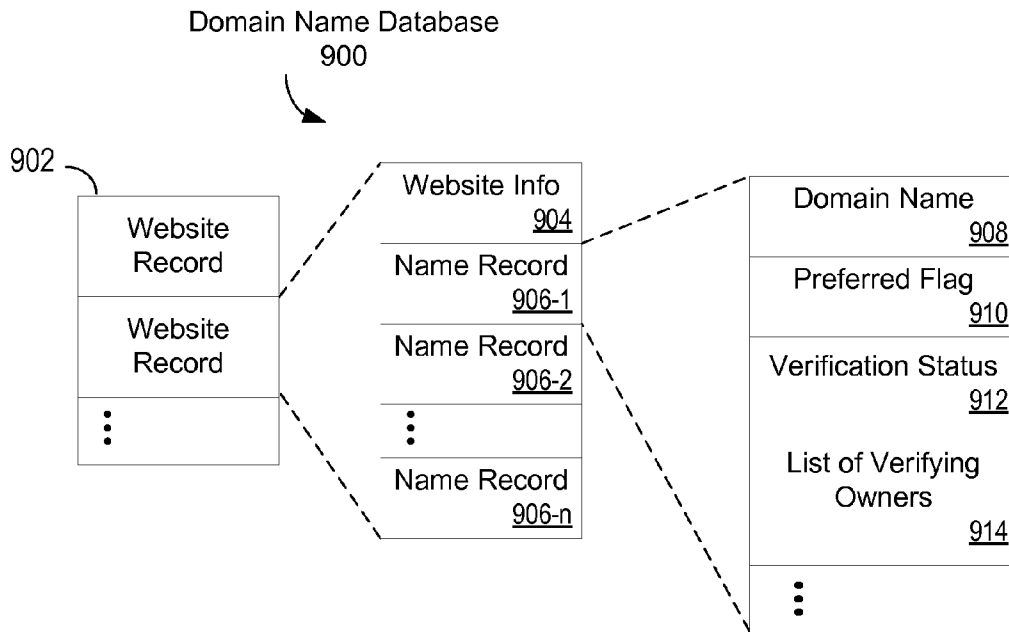 Domain Name Database
900
902
Website
Record
Website
Record
Website Info
904
Name Record
906-1
Name Record
906-2
Name Record
906-n
Domain Name
908
Preferred Flag
910
Verification Status
912
List of Verifying
Owners
914